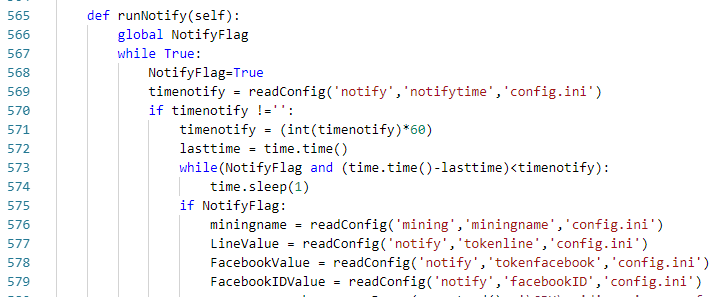 565 def runNotify(self):
566 global NotifyFlag
567 while True:
568 NotifyFlag=True
569 timenotify = readConfig('notify','notifytime','config.ini')
570 if timenotify !='':
571 timenotify = (int(timenotify)*60)
572 lasttime = time.time()
573 while(NotifyFlag and (time.time()-lasttime)<timenotify):
574 time.sleep(1)
575 if NotifyFlag:
576 miningname = readConfig('mining','miningname','config.ini')
577 LineValue = readConfig('notify','tokenline','config.ini')
578 FacebookValue = readConfig('notify','tokenfacebook','config.ini')
579 FacebookIDValue = readConfig('notify','facebookID','config.ini')